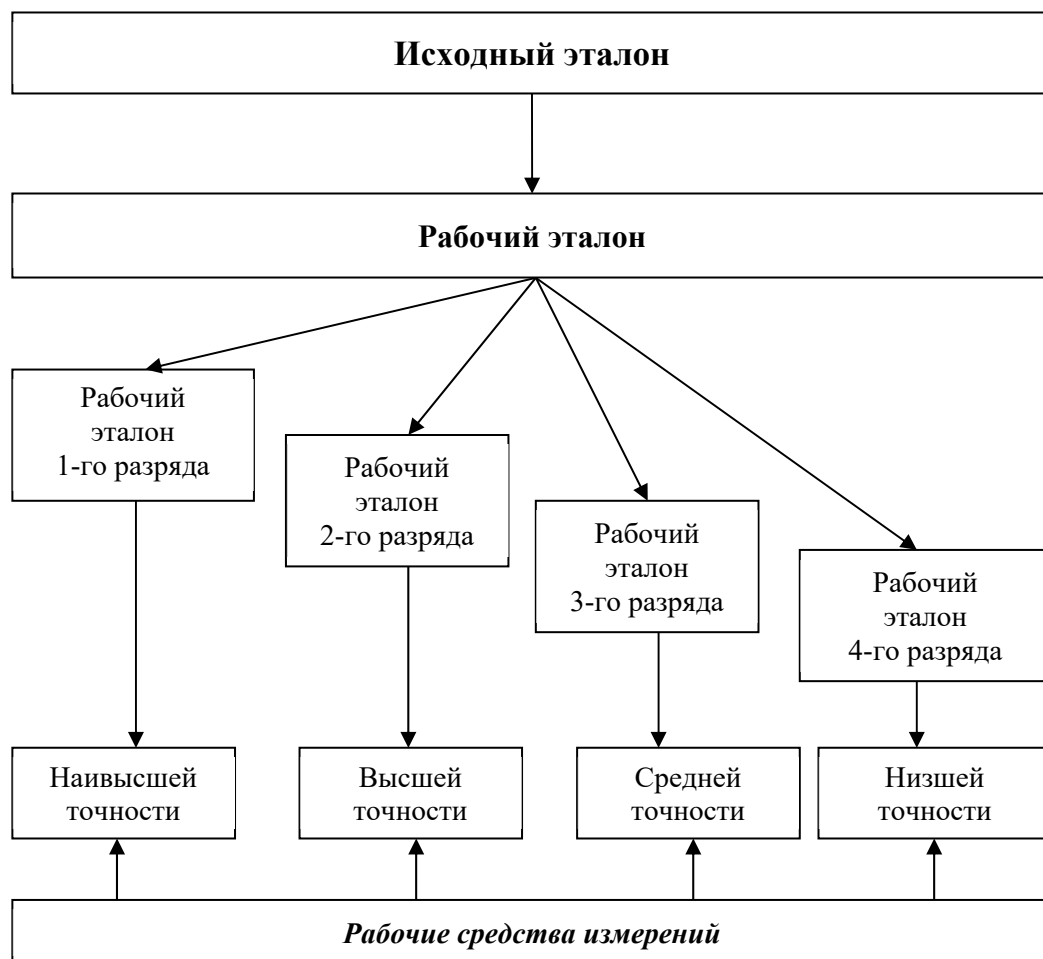 Исходный эталон
Рабочий эталон
Рабочий
эталон
1-го разряда
Рабочий
эталон
2-го разряда
Рабочий
эталон
3-го разряда
Рабочий
эталон
4-го разряда
Наивысшей
точности
Высшей
точности
Средней
точности
Низшей
точности
Рабочие средства измерений